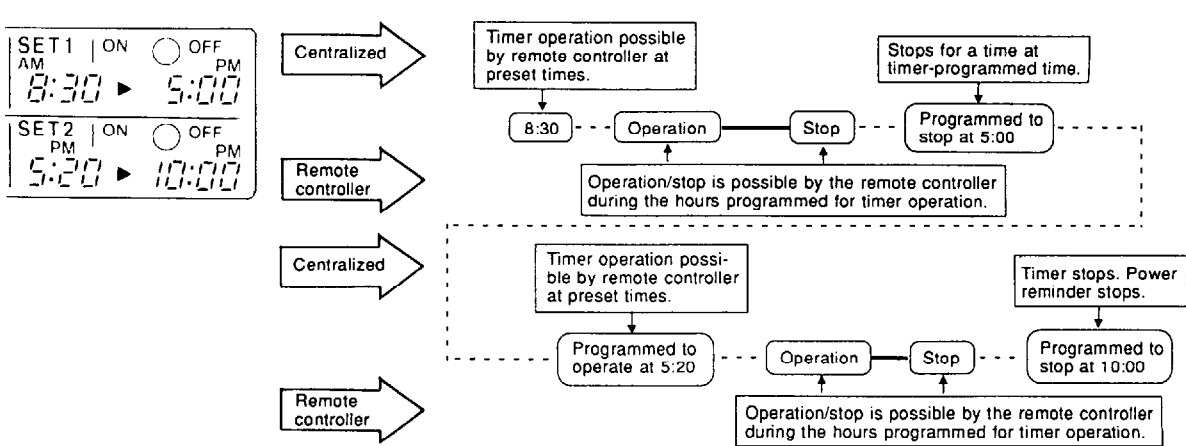 SET1 ON OFF
AM PM
8:30 ▶ 5:00
SET2 ON OFF
PM PM
5:20 ▶ 10:00
Centralized
Timer operation possible
by remote controller at
preset times.
Stops for a time at
timer-programmed time.
8:30
Operation
Stop
Programmed to
stop at 5:00
Remote
controller
Operation/stop is possible by the remote controller
during the hours programmed for timer operation.
Centralized
Timer operation possi-
ble by remote controller
at preset times.
Timer stops. Power
reminder stops.
Programmed to
operate at 5:20
Operation
Stop
Programmed to
stop at 10:00
Remote
controller
Operation/stop is possible by the remote controller
during the hours programmed for timer operation.